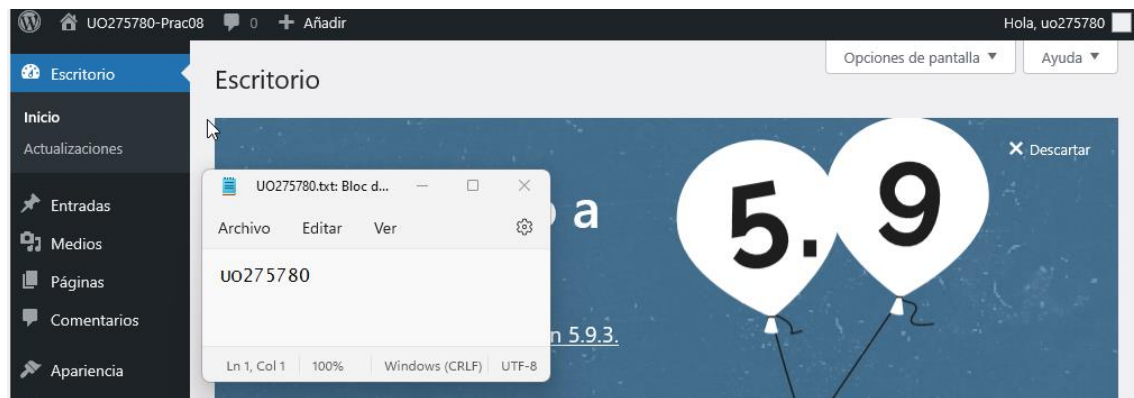 UO275780-Prac08 0 Añadir Hola, uo275780
Opciones de pantalla Ayuda
Escritorio
Escritorio
Inicio
Actualizaciones
Descartar
UO275780.txt: Bloc d...
a
5.9
Entradas
Archivo Editar Ver
Medios
UO275780
Páginas
Comentarios
n 5.9.3.
Ln 1, Col 1 100% Windows (CRLF) UTF-8
Apariencia